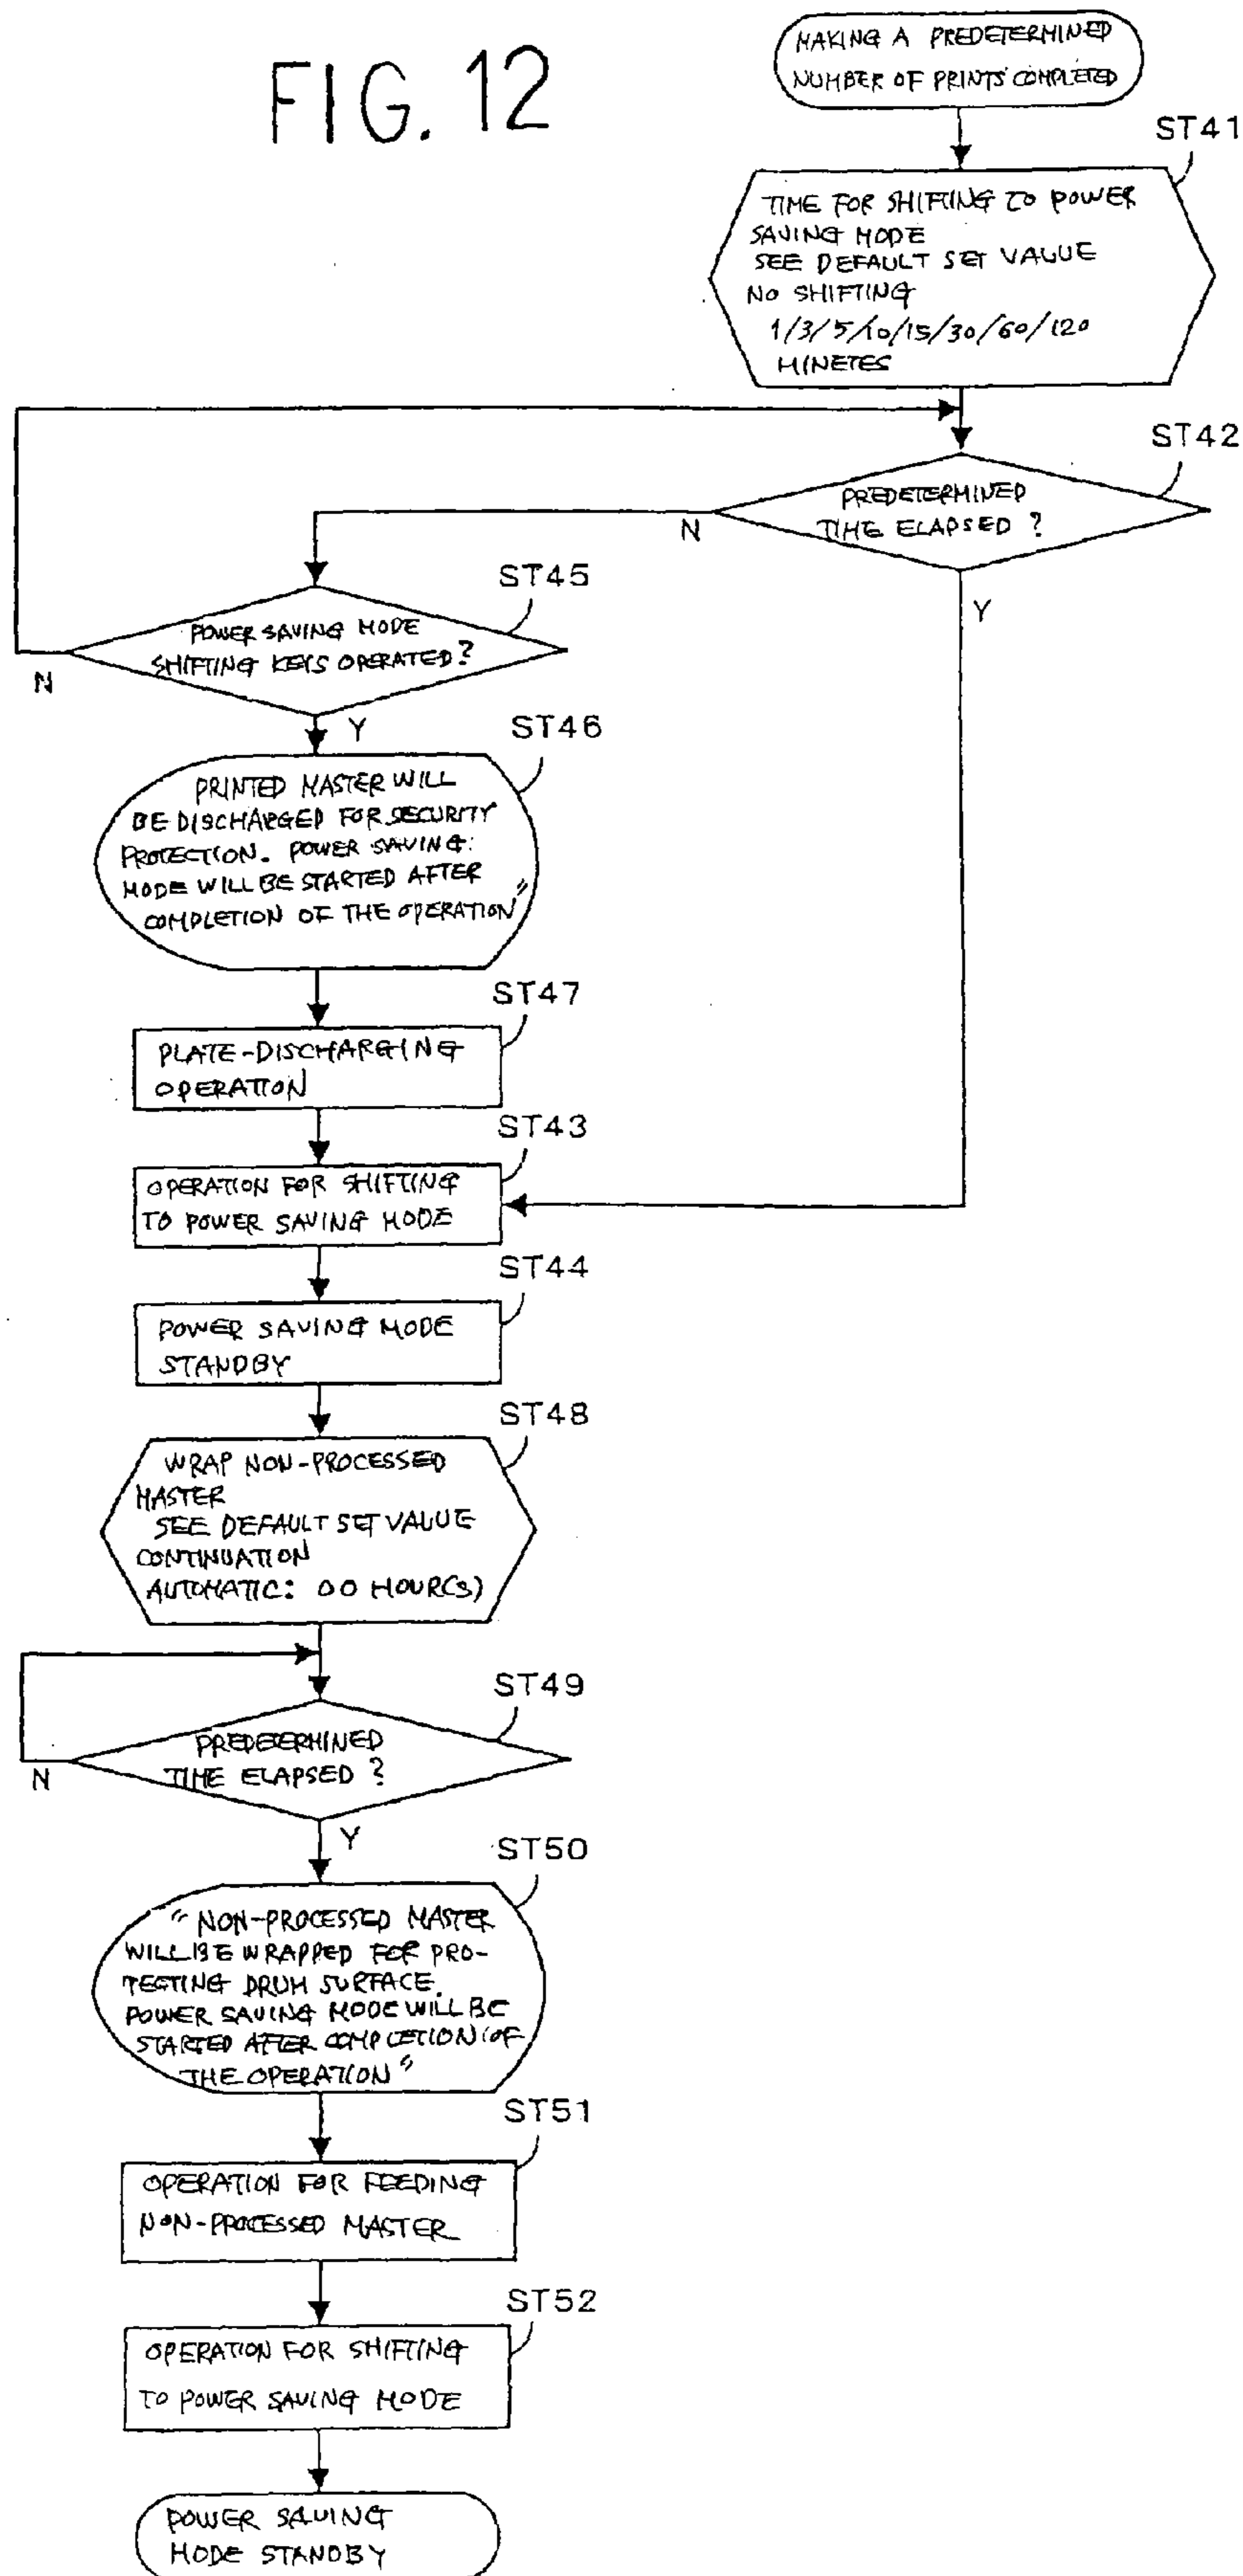 FIG. 12
MAKING A PREDETERMINED
NUMBER OF PRINTS COMPLETED
ST41
TIME FOR SHIFTING TO POWER
SAVING MODE
SEE DEFAULT SET VALUE
NO SHIFTING
1/3/5/10/15/30/60/120
MINETES
ST42
PREDETERMINED
TIME ELAPSED ?
N
Y
ST45
POWER SAVING MODE
SHIFTING KEYS OPERATED?
N
Y
ST46
PRINTED MASTER WILL
BE DISCHARGED FOR SECURITY
PROTECTION. POWER SAVING
MODE WILL BE STARTED AFTER
COMPLETION OF THE OPERATION"
ST47
PLATE-DISCHARGING
OPERATION
ST43
OPERATION FOR SHIFTING
TO POWER SAVING MODE
ST44
POWER SAVING MODE
STANDBY
ST48
WRAP NON-PROCESSED
MASTER
SEE DEFAULT SET VALUE
CONTINUATION
AUTOMATIC: 00 HOUR(S)
ST49
PREDEERMINED
TIME ELAPSED ?
N
Y
ST50
"NON-PROCESSED MASTER
WILL BE WRAPPED FOR PRO-
TECTING DRUM SURFACE.
POWER SAVING MODE WILL BE
STARTED AFTER COMPLETION OF
THE OPERATION"
ST51
OPERATION FOR FEEDING
NON-PROCESSED MASTER
ST52
OPERATION FOR SHIFTING
TO POWER SAVING MODE
POWER SAVING
MODE STANDBY